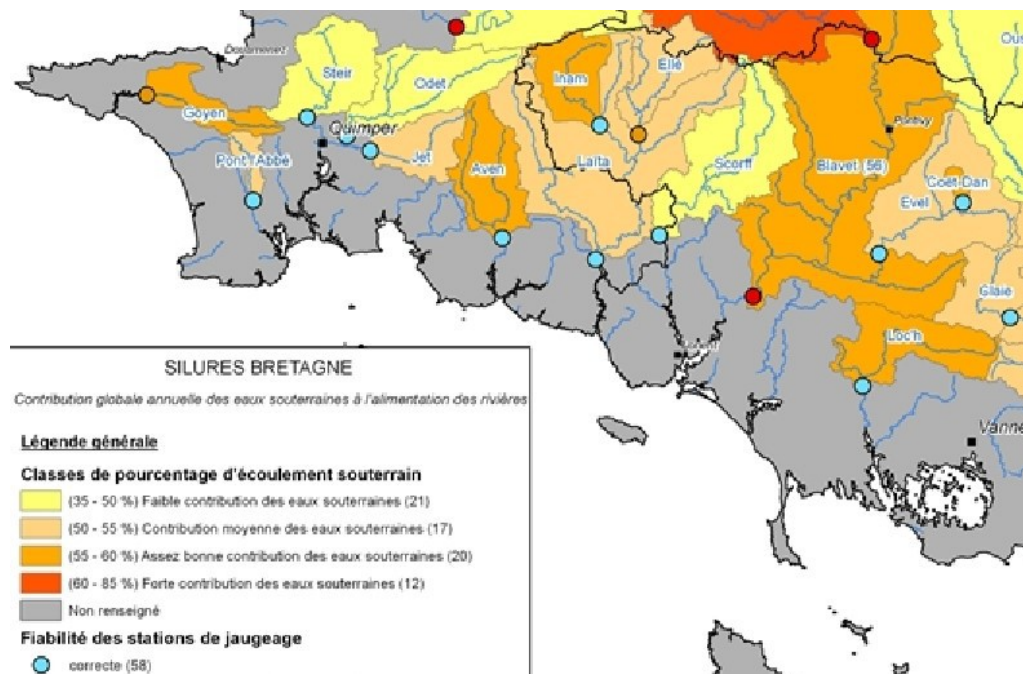 Douarnenez
Steir
Odet
Inam
Ellé
Our
Goyen
Quimper
Pontivy
Pont l'Abbé
Jet
Aven
Laïta
Scorff
Blavet (56)
Coët-Dan
Evel
Claie
Loc'h
Vanne
SILURES BRETAGNE
Contribution globale annuelle des eaux souterraines à l'alimentation des rivières
Légende générale
Classes de pourcentage d'écoulement souterrain
(35 - 50 %) Faible contribution des eaux souterraines (21)
(50 - 55 %) Contribution moyenne des eaux souterraines (17)
(55 - 60 %) Assez bonne contribution des eaux souterraines (20)
(60 - 85 %) Forte contribution des eaux souterraines (12)
Non renseigné
Fiabilité des stations de jaugeage
correcte (58)